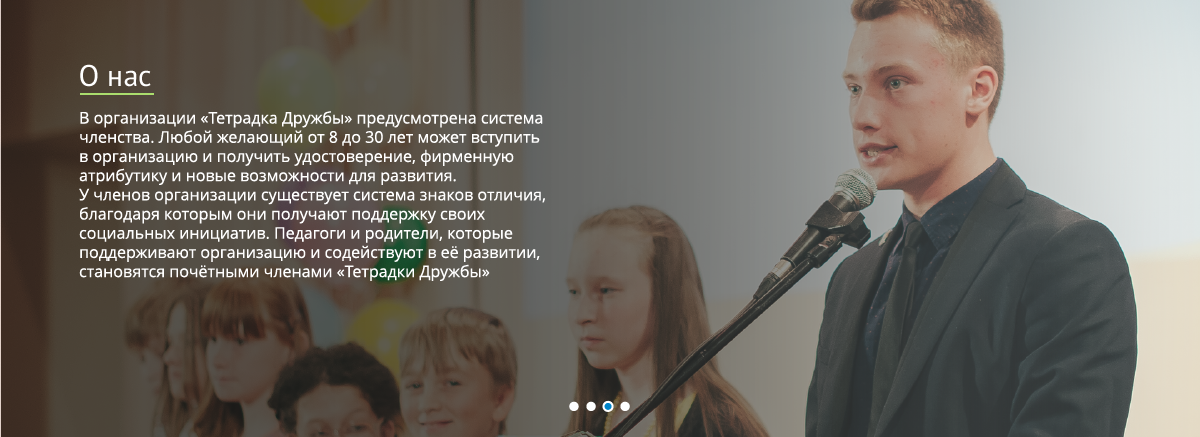 О нас
В организации «Тетрадка Дружбы» предусмотрена система
членства. Любой желающий от 8 до 30 лет может вступить
в организацию и получить удостоверение, фирменную
атрибутику и новые возможности для развития.
У членов организации существует система знаков отличия,
благодаря которым они получают поддержку своих
социальных инициатив. Педагоги и родители, которые
поддерживают организацию и содействуют в её развитии,
становятся почётными членами «Тетрадки Дружбы»